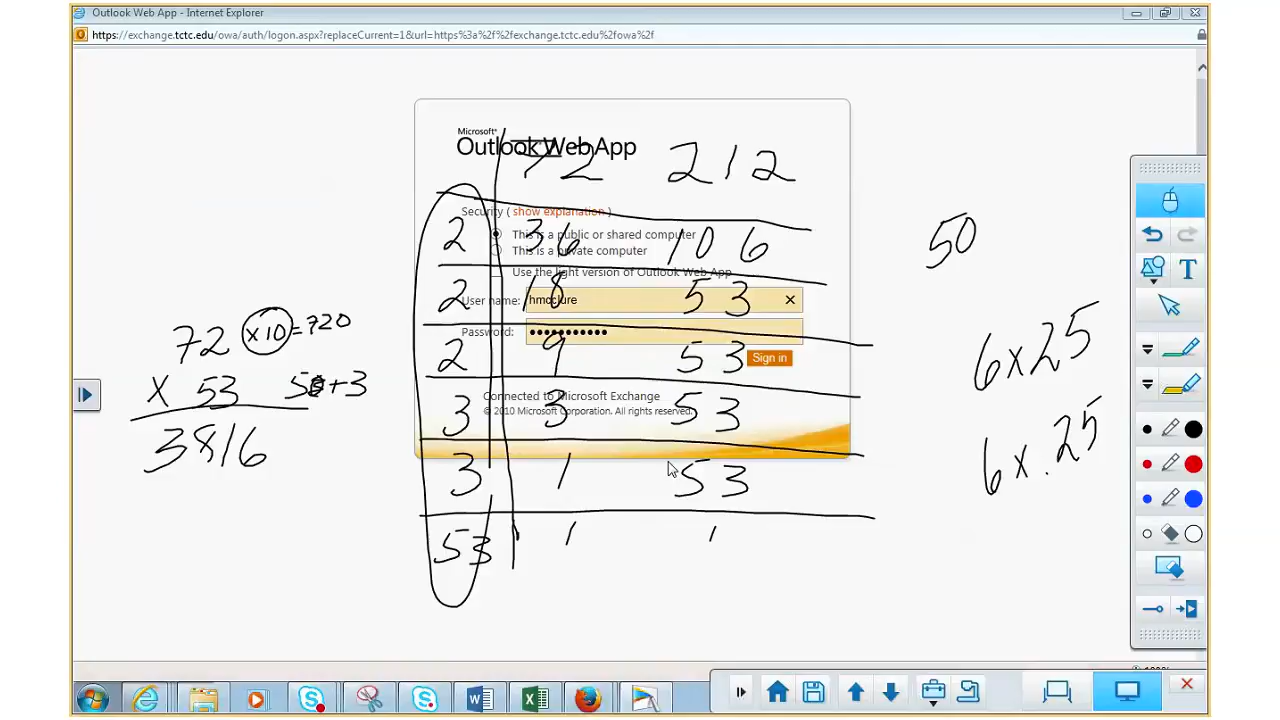 Outlook Web App - Internet Explorer
https://exchange.tctc.edu/owa/auth/logon.aspx?replaceCurrent=1&url=https%3a%2f%2fexchange.tctc.edu%2fowa%2f
Microsoft®
Outlook Web App
72 212
Security ( show explanation )
This is a public or shared computer
This is a private computer
Use the light version of Outlook Web App
User name: hmcclure
Password: •••••••••••
Sign in
Connected to Microsoft Exchange
© 2010 Microsoft Corporation. All rights reserved.
2 36 106
2 18 53
2 9 53
3 3 53
3 1 53
53 1 1
72 x10 =720
X 53 50+3
3816
50
6x25
6x.25
T